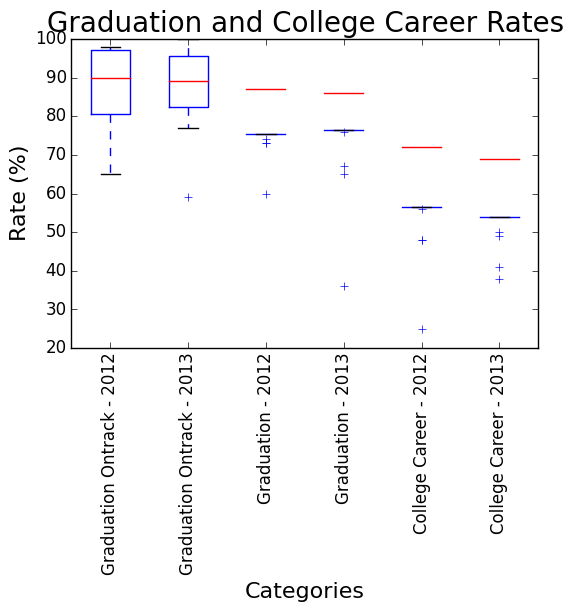 Graduation and College Career Rates
Rate (%)
100
90
80
70
60
50
40
30
20
Graduation Ontrack - 2012
Graduation Ontrack - 2013
Graduation - 2012
Graduation - 2013
College Career - 2012
College Career - 2013
Categories